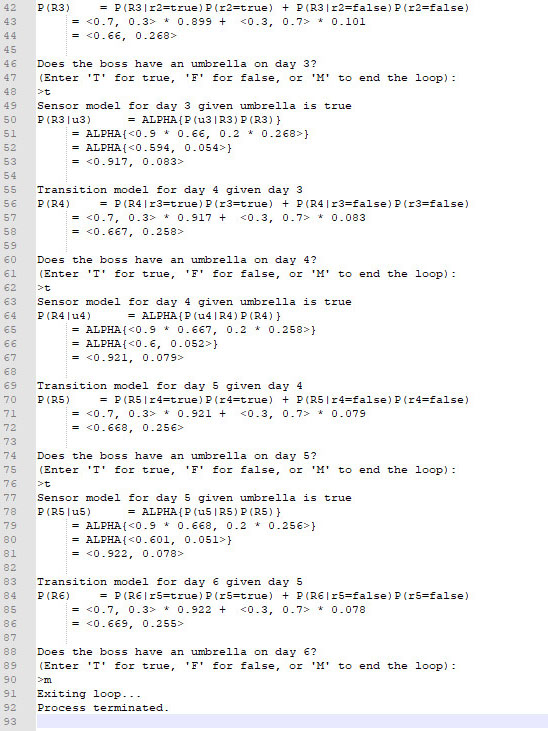 42 P(R3)    = P(R3|r2=true)P(r2=true) + P(R3|r2=false)P(r2=false)
43     = <0.7, 0.3> * 0.899 +  <0.3, 0.7> * 0.101
44     = <0.66, 0.268>
45
46 Does the boss have an umbrella on day 3?
47 (Enter 'T' for true, 'F' for false, or 'M' to end the loop):
48 >t
49 Sensor model for day 3 given umbrella is true
50 P(R3|u3)     = ALPHA{P(u3|R3)P(R3)}
51     = ALPHA{<0.9 * 0.66, 0.2 * 0.268>}
52     = ALPHA{<0.594, 0.054>}
53     = <0.917, 0.083>
54
55 Transition model for day 4 given day 3
56 P(R4)    = P(R4|r3=true)P(r3=true) + P(R4|r3=false)P(r3=false)
57     = <0.7, 0.3> * 0.917 +  <0.3, 0.7> * 0.083
58     = <0.667, 0.258>
59
60 Does the boss have an umbrella on day 4?
61 (Enter 'T' for true, 'F' for false, or 'M' to end the loop):
62 >t
63 Sensor model for day 4 given umbrella is true
64 P(R4|u4)     = ALPHA{P(u4|R4)P(R4)}
65     = ALPHA{<0.9 * 0.667, 0.2 * 0.258>}
66     = ALPHA{<0.6, 0.052>}
67     = <0.921, 0.079>
68
69 Transition model for day 5 given day 4
70 P(R5)    = P(R5|r4=true)P(r4=true) + P(R5|r4=false)P(r4=false)
71     = <0.7, 0.3> * 0.921 +  <0.3, 0.7> * 0.079
72     = <0.668, 0.256>
73
74 Does the boss have an umbrella on day 5?
75 (Enter 'T' for true, 'F' for false, or 'M' to end the loop):
76 >t
77 Sensor model for day 5 given umbrella is true
78 P(R5|u5)     = ALPHA{P(u5|R5)P(R5)}
79     = ALPHA{<0.9 * 0.668, 0.2 * 0.256>}
80     = ALPHA{<0.601, 0.051>}
81     = <0.922, 0.078>
82
83 Transition model for day 6 given day 5
84 P(R6)    = P(R6|r5=true)P(r5=true) + P(R6|r5=false)P(r5=false)
85     = <0.7, 0.3> * 0.922 +  <0.3, 0.7> * 0.078
86     = <0.669, 0.255>
87
88 Does the boss have an umbrella on day 6?
89 (Enter 'T' for true, 'F' for false, or 'M' to end the loop):
90 >m
91 Exiting loop...
92 Process terminated.
93